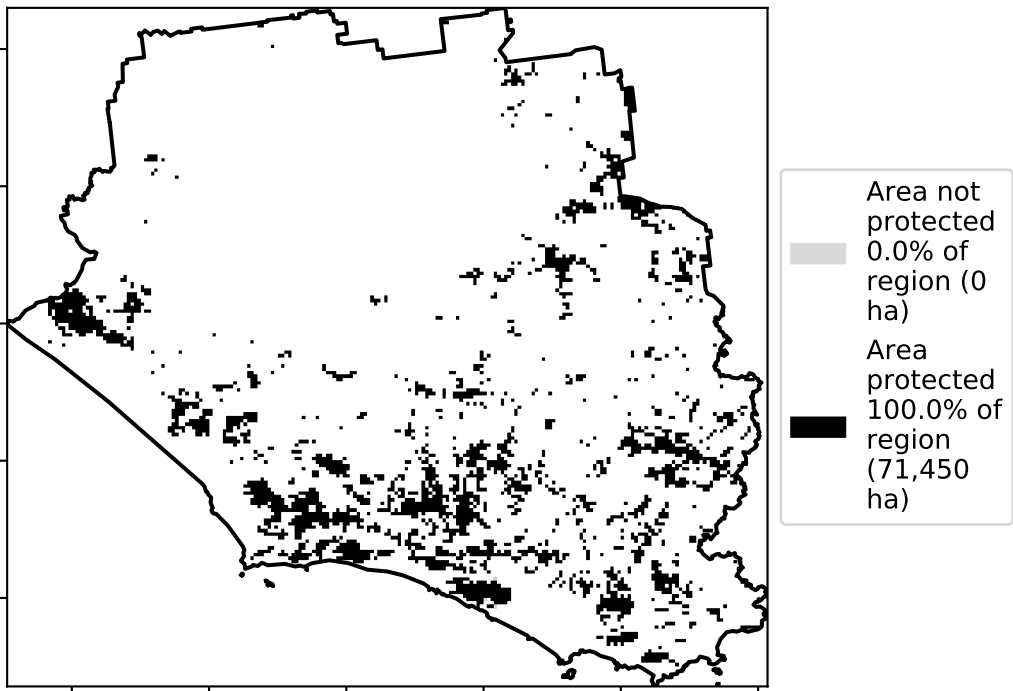 Area not
protected
0.0% of
region (0
ha)
Area
protected
100.0% of
region
(71,450
ha)